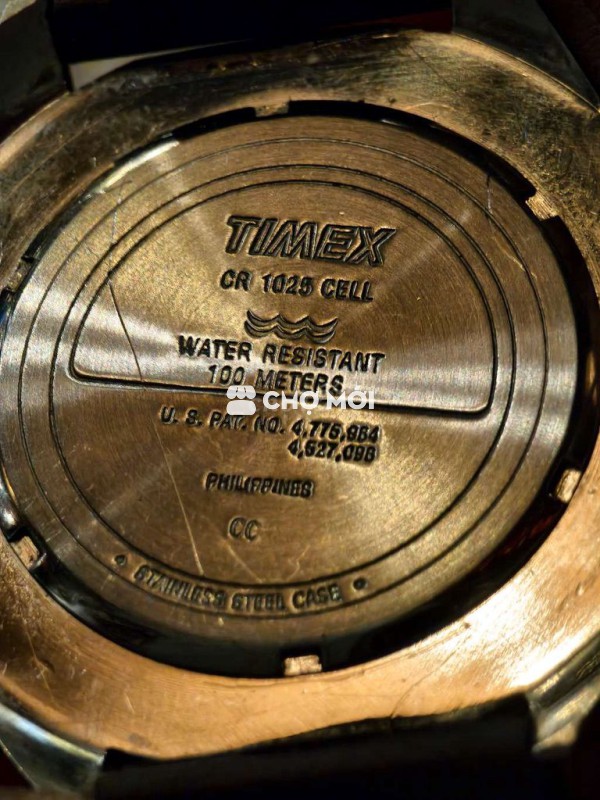 TIMEX
CR 1025 CELL
WATER RESISTANT
100 METERS
CHỢ MỚI
U. S. PAT. NO. 4,775,964
4,527,096
PHILIPPINES
CC
STAINLESS STEEL CASE